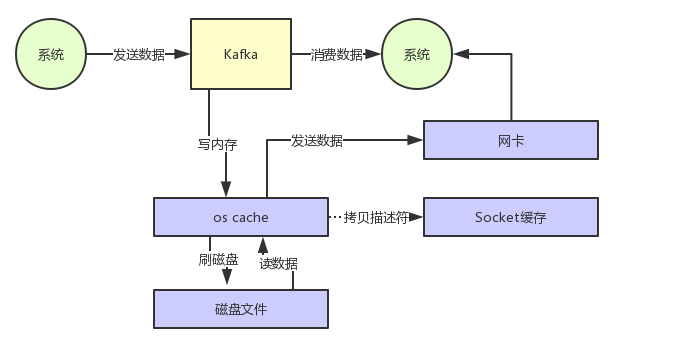 系统
发送数据
Kafka
消费数据
系统
写内存
发送数据
网卡
os cache
拷贝描述符
Socket缓存
刷磁盘
读数据
磁盘文件